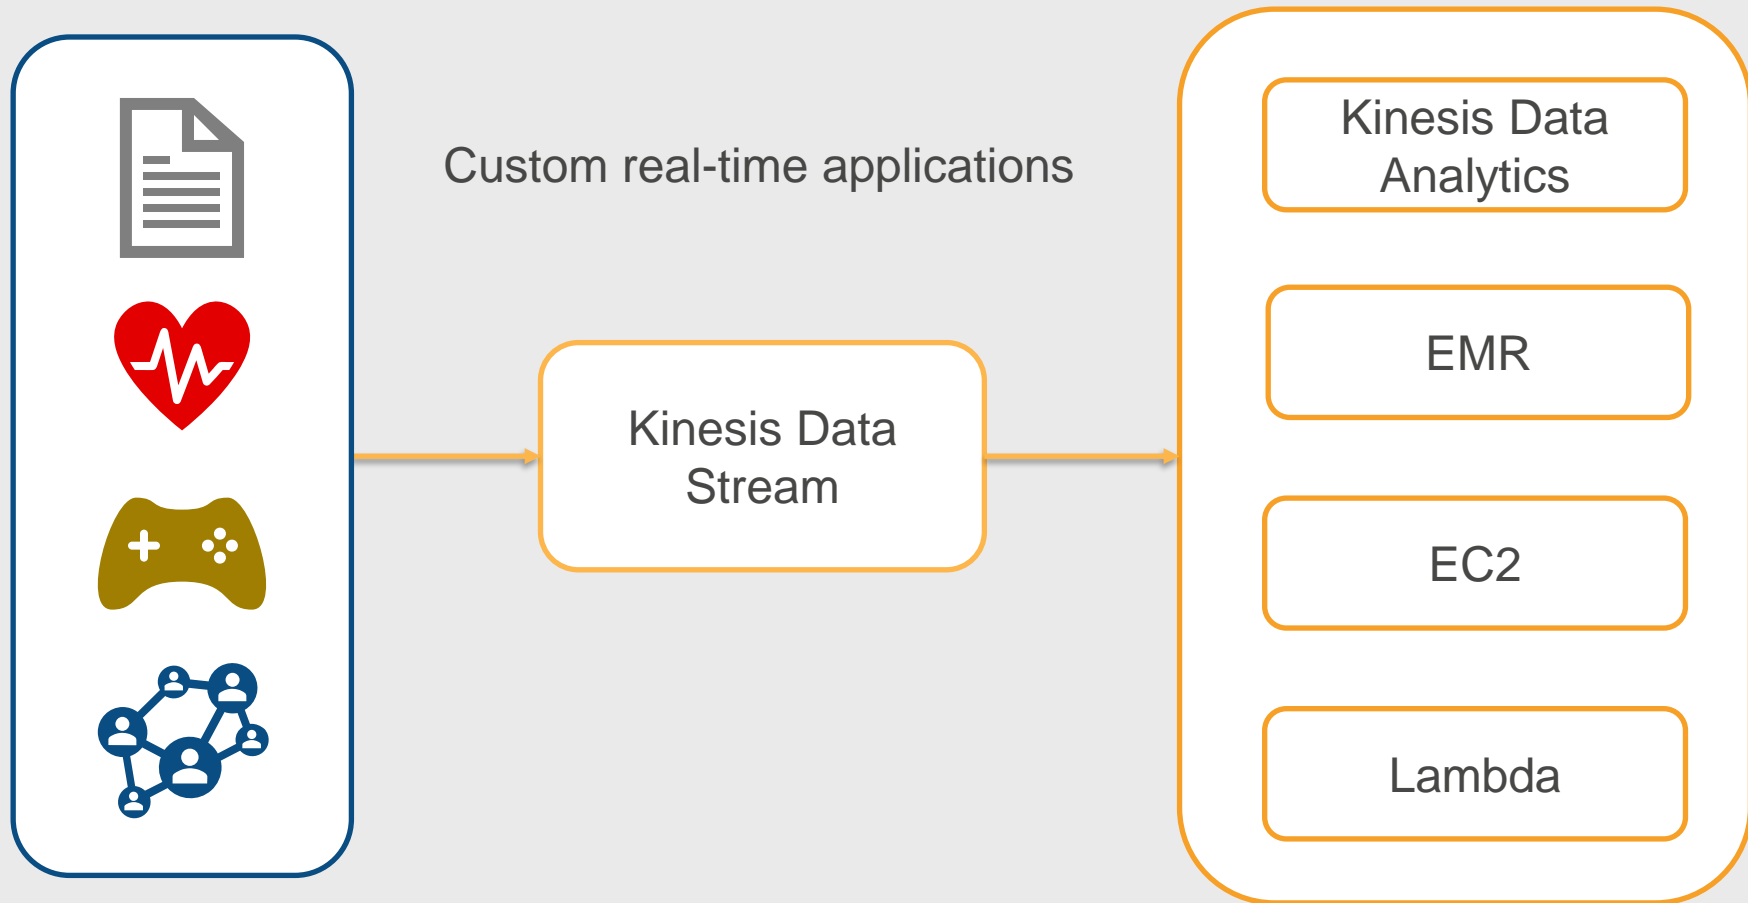 Custom real-time applications
Kinesis Data
Stream
Kinesis Data
Analytics
EMR
EC2
Lambda